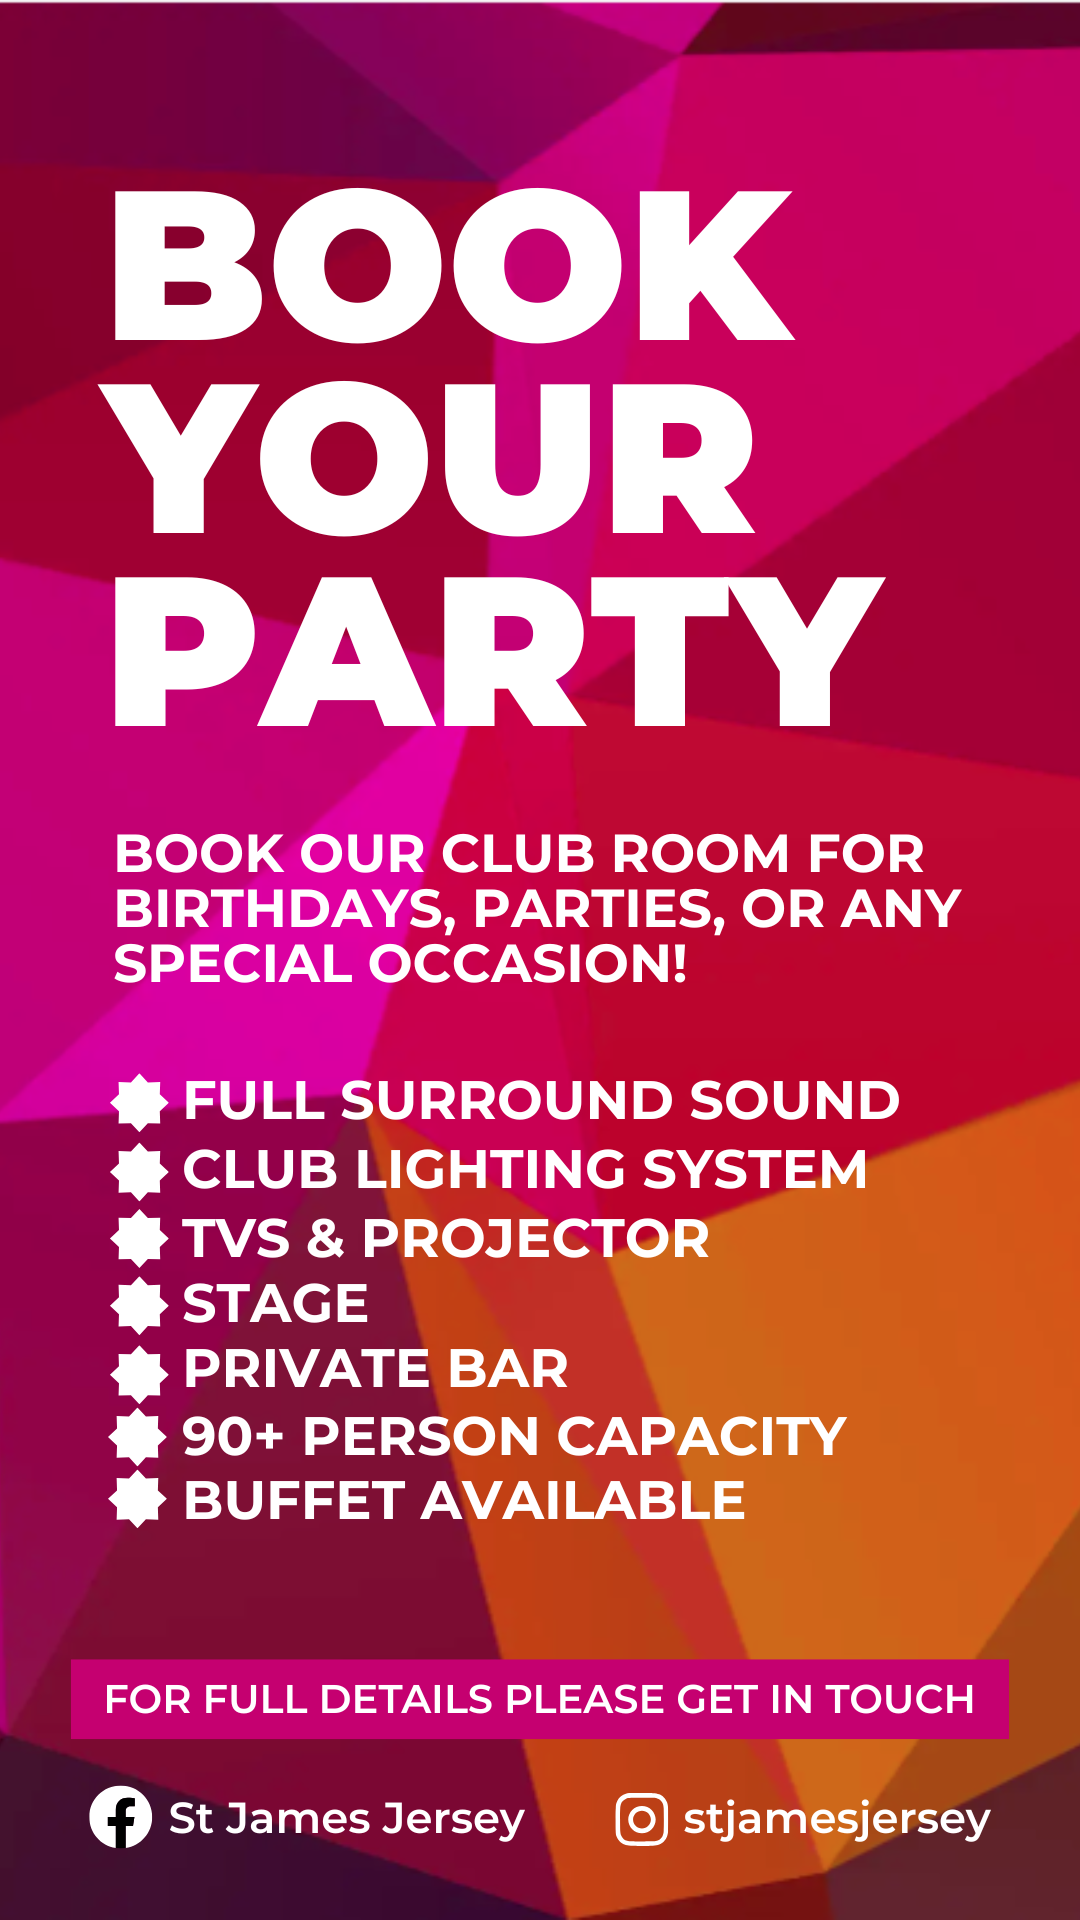 BOOK
YOUR
PARTY
BOOK OUR CLUB ROOM FOR
BIRTHDAYS, PARTIES, OR ANY
SPECIAL OCCASION!
FULL SURROUND SOUND
CLUB LIGHTING SYSTEM
TVS & PROJECTOR
STAGE
PRIVATE BAR
90+ PERSON CAPACITY
BUFFET AVAILABLE
FOR FULL DETAILS PLEASE GET IN TOUCH
St James Jersey stjamesjersey